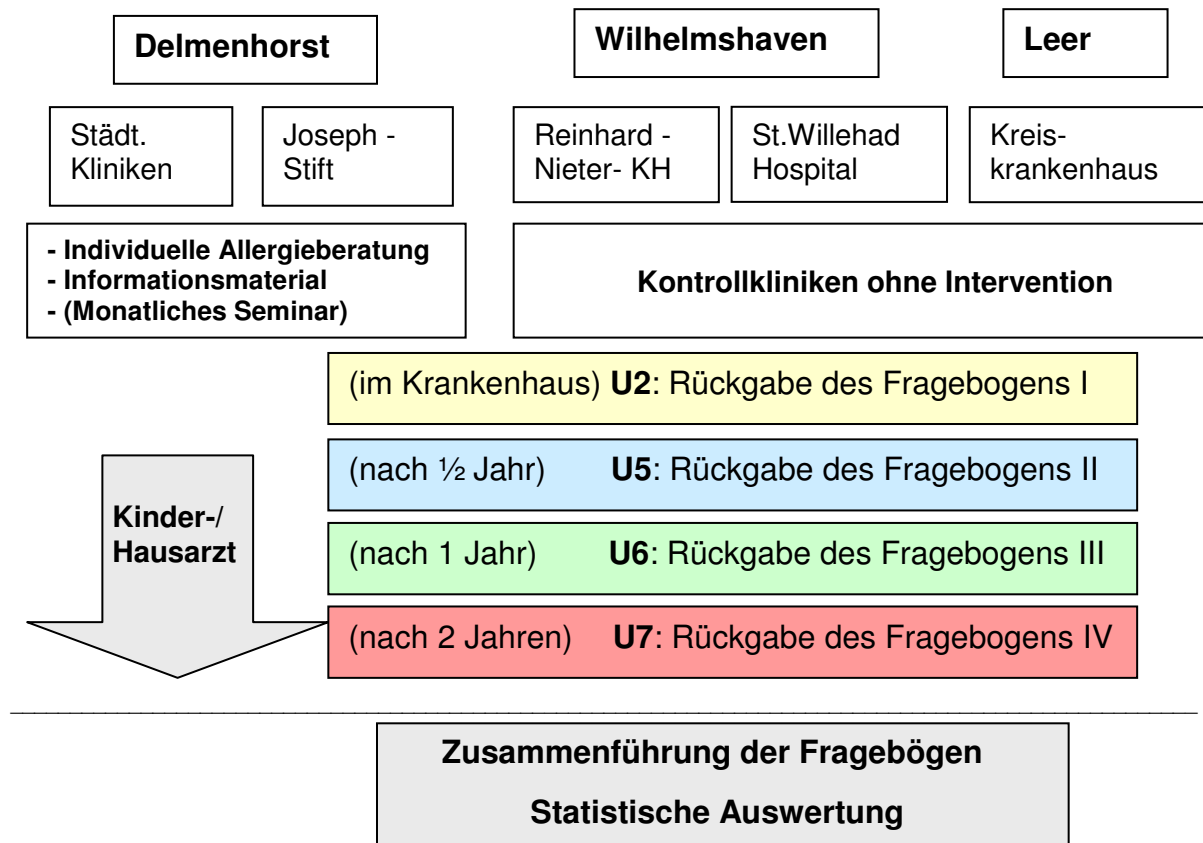 Delmenhorst
Wilhelmshaven
Leer
Städt.
Kliniken
Joseph -
Stift
Reinhard -
Nieter- KH
St.Willehad
Hospital
Kreis-
krankenhaus
- Individuelle Allergieberatung
- Informationsmaterial
- (Monatliches Seminar)
Kontrollkliniken ohne Intervention
(im Krankenhaus) U2: Rückgabe des Fragebogens I
(nach ½ Jahr) U5: Rückgabe des Fragebogens II
Kinder-/
Hausarzt
(nach 1 Jahr) U6: Rückgabe des Fragebogens III
(nach 2 Jahren) U7: Rückgabe des Fragebogens IV
Zusammenführung der Fragebögen
Statistische Auswertung